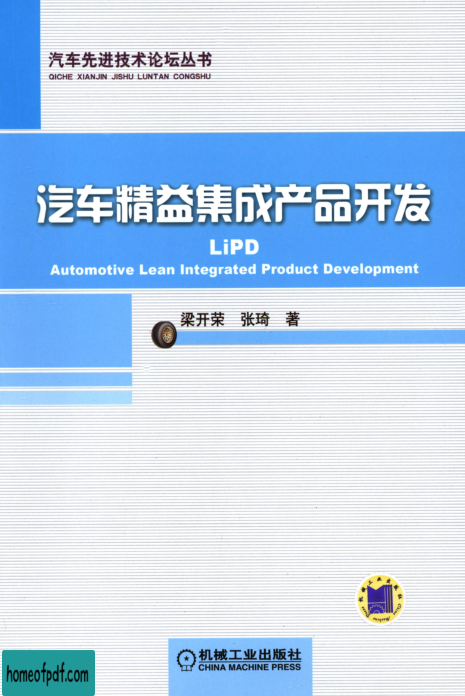 汽车先进技术论坛丛书
QICHE XIANJIN JISHU LUNTAN CONGSHU
汽车精益集成产品开发
LiPD
Automotive Lean Integrated Product Development
梁开荣 张琦 著
机械工业出版社
CHINA MACHINE PRESS
homeofpdf.com